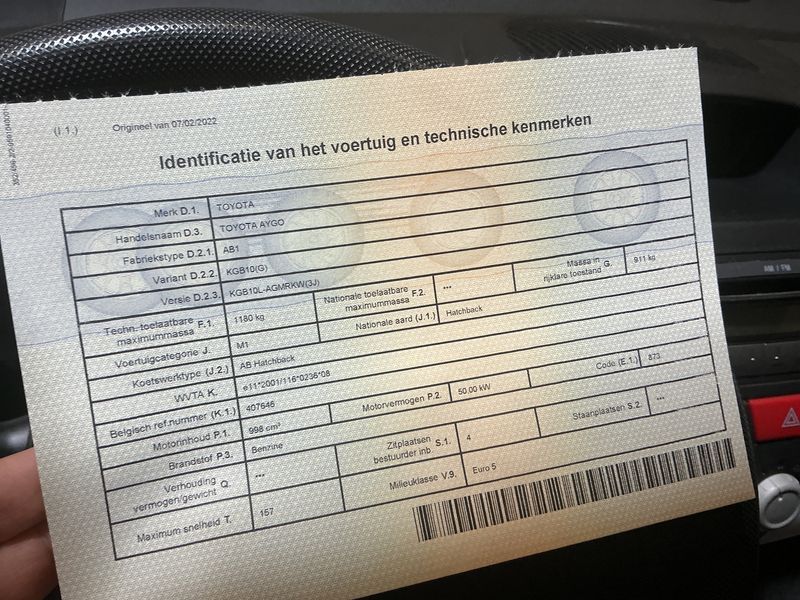 (I 1.) Origineel van 07/02/2022
Identificatie van het voertuig en technische kenmerken
Merk D.1. TOYOTA
Handelsnaam D.3. TOYOTA AYGO
Fabriekstype D.2.1. AB1
Variant D.2.2. KGB10(G)
Versie D.2.3. KGB10L-AGMRKW(3J)
Techn. toelaatbare maximummassa F.1. 1180 kg Nationale toelaatbare maximummassa F.2. --- Massa in rijklare toestand G. 911 kg
Voertuigcategorie J. M1 Nationale aard (J.1.) Hatchback
Koetswerktype (J.2.) AB Hatchback
WVTA K. e11*2001/116*0236*08
Belgisch ref.nummer (K.1.) 407646 Code (E.1.) 873
Motorinhoud P.1. 998 cm³ Motorvermogen P.2. 50.00 kW
Brandstof P.3. Benzine
Verhouding vermogen/gewicht Q. --- Zitplaatsen bestuurder inb. S.1. 4 Staanplaatsen S.2. ---
Maximum snelheid T. 157 Milieuklasse V.9. Euro 5
AM / FM